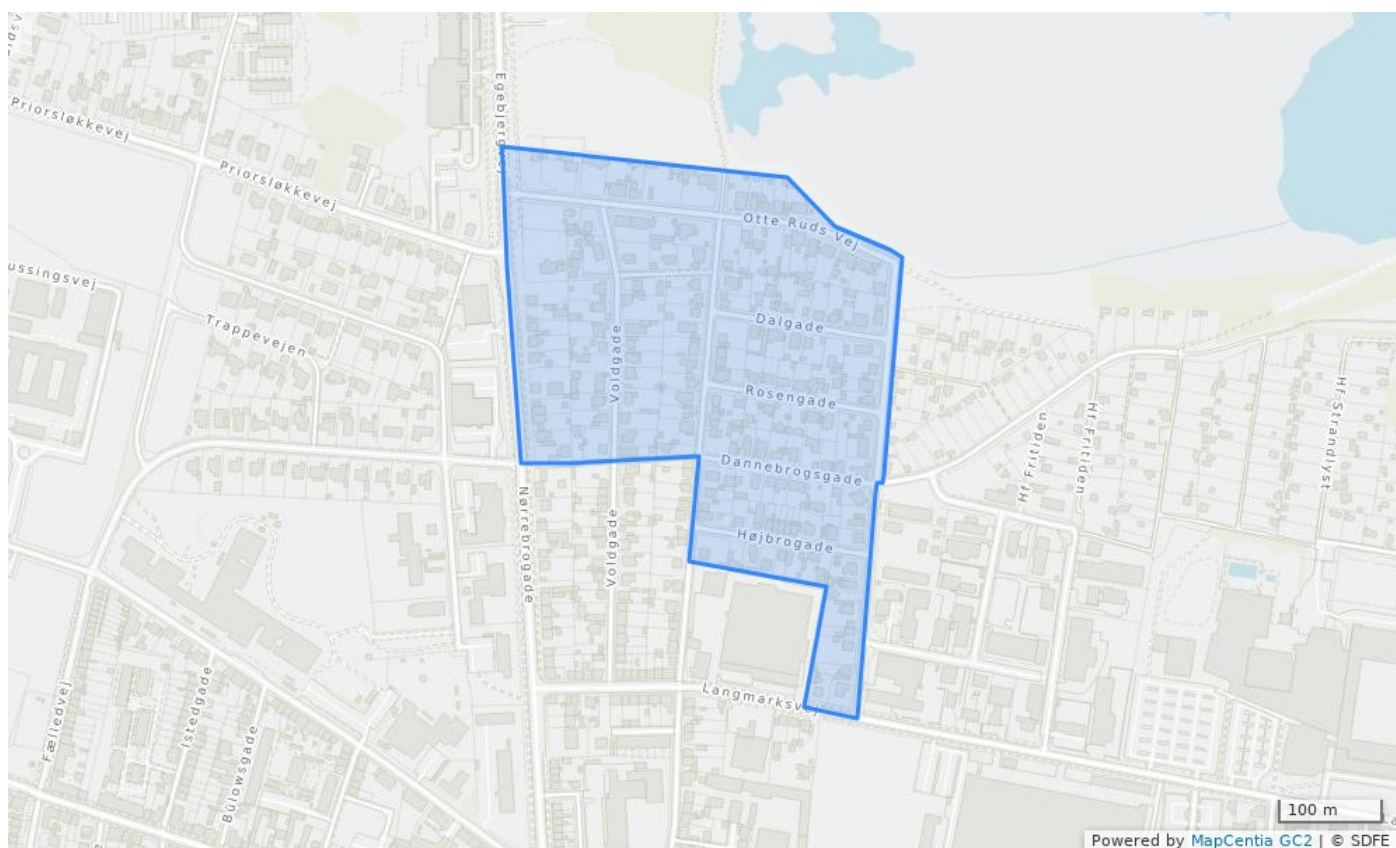 Priorsløkkevej
Priorsløkkevej
Otte Ruds Vej
ussingsvej
Trappevejen
Dalgade
Voldgade
Rosengade
Hf Strandlyst
Hf Fritiden
Hf Fritiden
Dannebrogsgade
Nørrebrogade
Voldgade
Højbrogade
Langmarksvej
Fælledvej
Istedgade
Bülowsgade
100 m
Powered by MapCentia GC2 | © SDFE